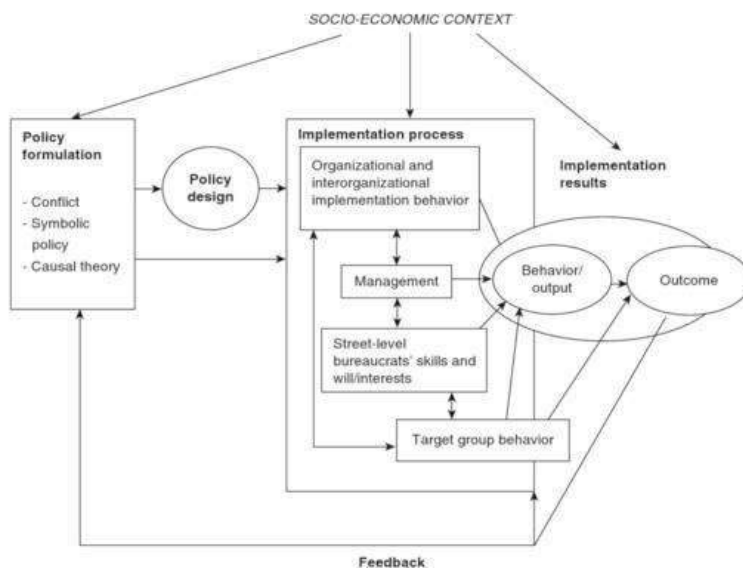 SOCIO-ECONOMIC CONTEXT
Policy
formulation
- Conflict
- Symbolic
policy
- Causal theory
Policy
design
Implementation process
Organizational and
interorganizational
implementation behavior
Management
Street-level
bureaucrats' skills and
will/interests
Target group behavior
Implementation
results
Behavior/
output
Outcome
Feedback